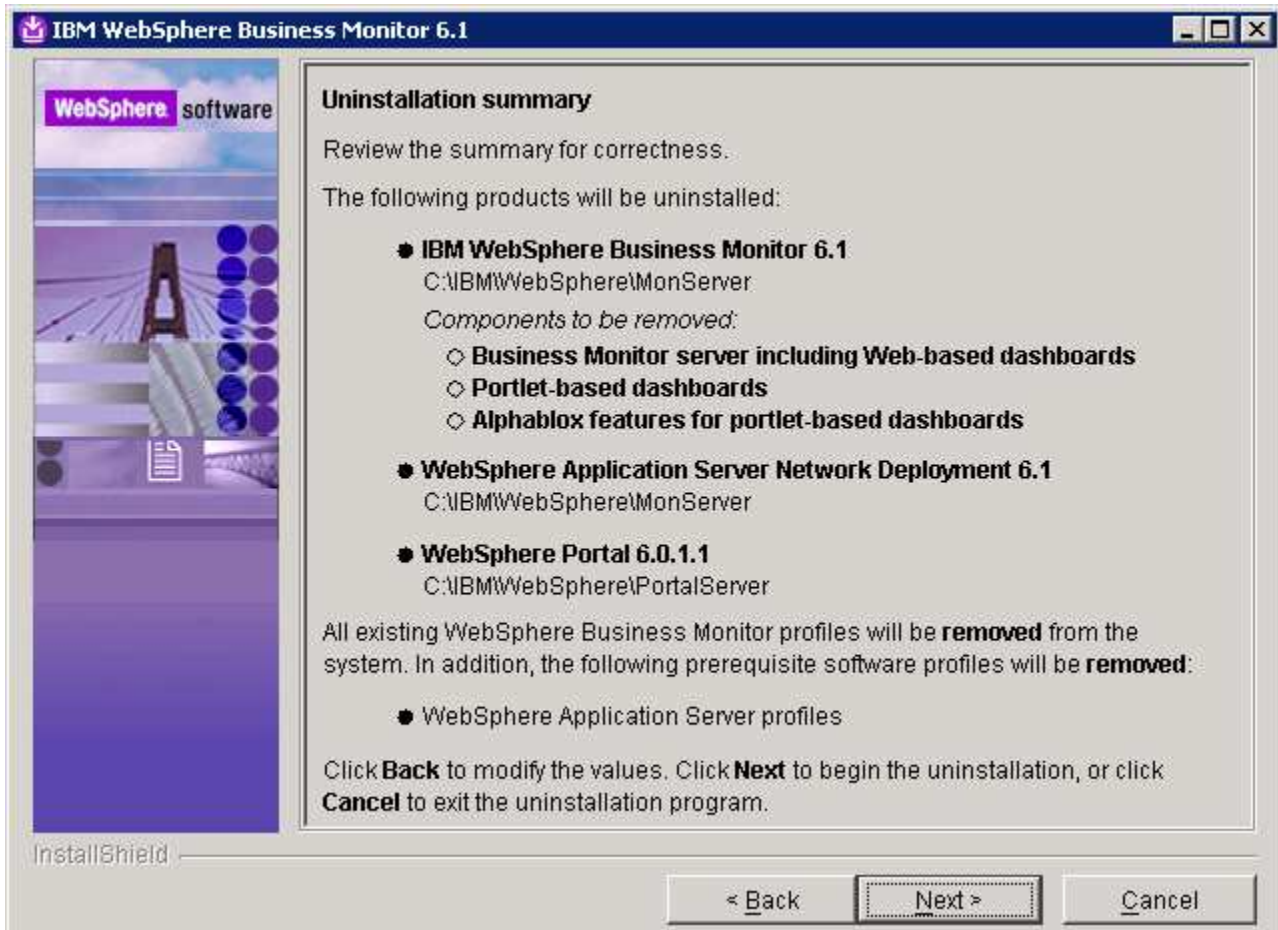 IBM WebSphere Business Monitor 6.1
WebSphere. software
Uninstallation summary
Review the summary for correctness.
The following products will be uninstalled:
IBM WebSphere Business Monitor 6.1
C:\IBM\WebSphere\MonServer
Components to be removed:
Business Monitor server including Web-based dashboards
Portlet-based dashboards
Alphablox features for portlet-based dashboards
WebSphere Application Server Network Deployment 6.1
C:\IBM\WebSphere\MonServer
WebSphere Portal 6.0.1.1
C:\IBM\WebSphere\PortalServer
All existing WebSphere Business Monitor profiles will be removed from the
system. In addition, the following prerequisite software profiles will be removed:
WebSphere Application Server profiles
Click Back to modify the values. Click Next to begin the uninstallation, or click
Cancel to exit the uninstallation program.
InstallShield
< Back
Next >
Cancel